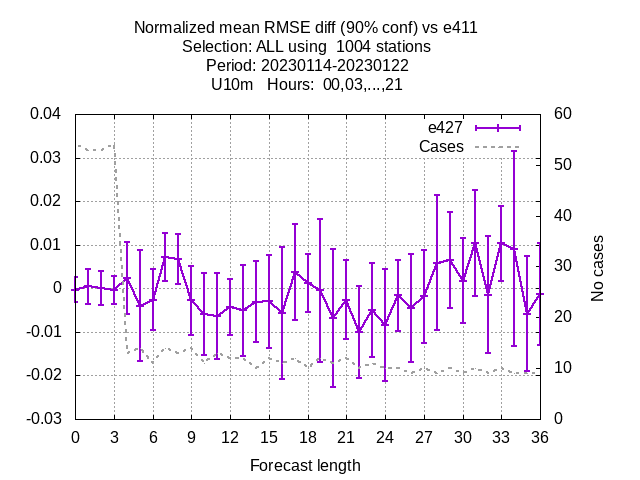 Normalized mean RMSE diff (90% conf) vs e411
Selection: ALL using  1004 stations
Period: 20230114-20230122
U10m   Hours:  00,03,...,21
e427
Cases
0.04
0.03
0.02
0.01
0
-0.01
-0.02
-0.03
60
50
40
30
20
10
0
No cases
0 3 6 9 12 15 18 21 24 27 30 33 36
Forecast length